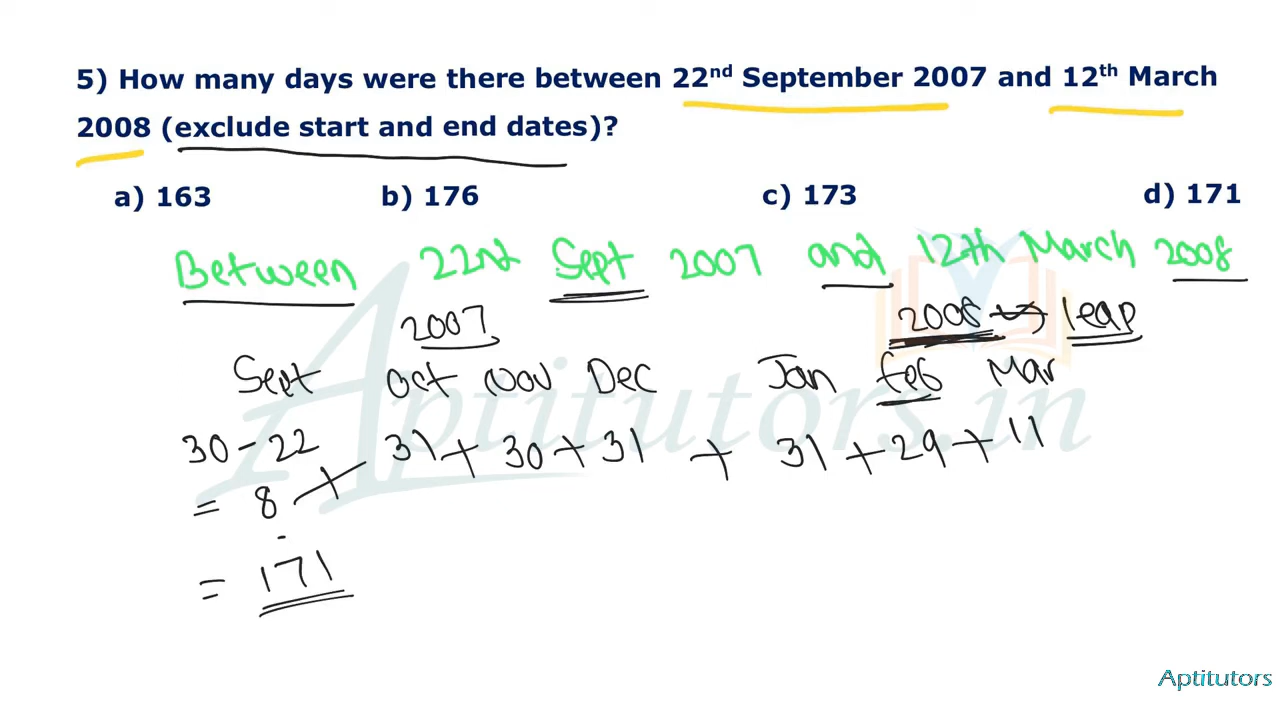 5) How many days were there between 22nd September 2007 and 12th March
2008 (exclude start and end dates)?
a) 163 b) 176 c) 173 d) 171
Between 22nd Sept 2007 and 12th March 2008
2007 2008 leap
Sept Oct Nov Dec Jan Feb Mar
30 - 22 31 + 30 + 31 + 31 + 29 + 11
= 8 +
= 171
Aptitutors.in
Aptitutors